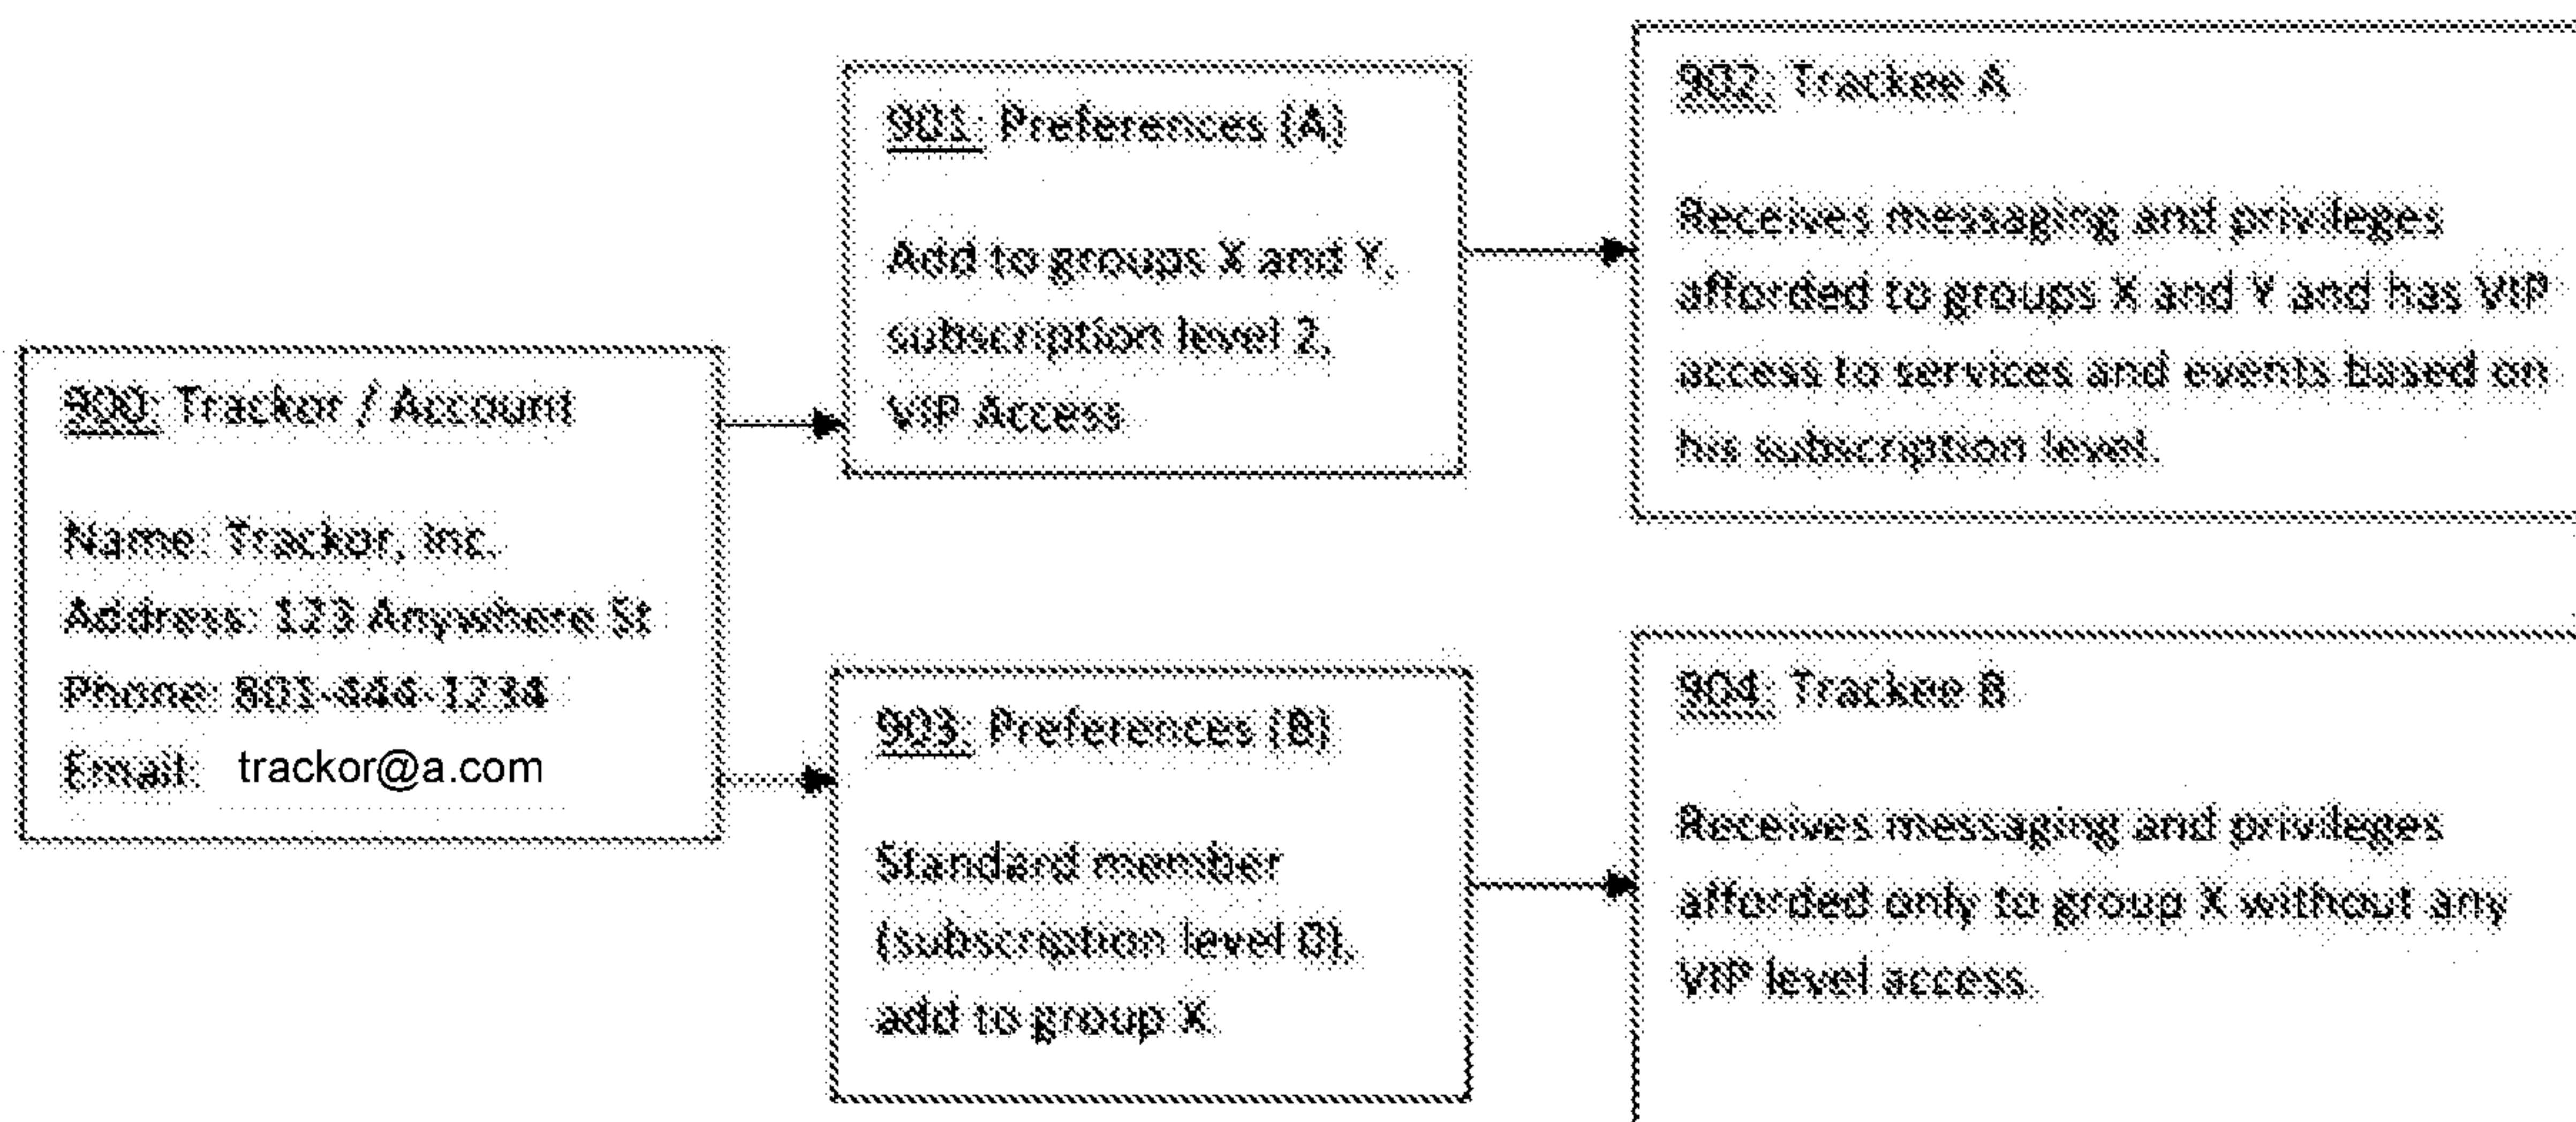 900: Trackor / Account
Name: Trackor, Inc.
Address: 123 Anywhere St
Phone: 801-444-1234
Email: trackor@a.com
901: Preferences (A)
Add to groups X and Y,
subscription level 2,
VIP Access
902: Trackee A
Receives messaging and privileges
afforded to groups X and Y and has VIP
access to services and events based on
his subscription level.
903: Preferences (B)
Standard member
(subscription level 0),
add to group X
904: Trackee B
Receives messaging and privileges
afforded only to group X without any
VIP level access.